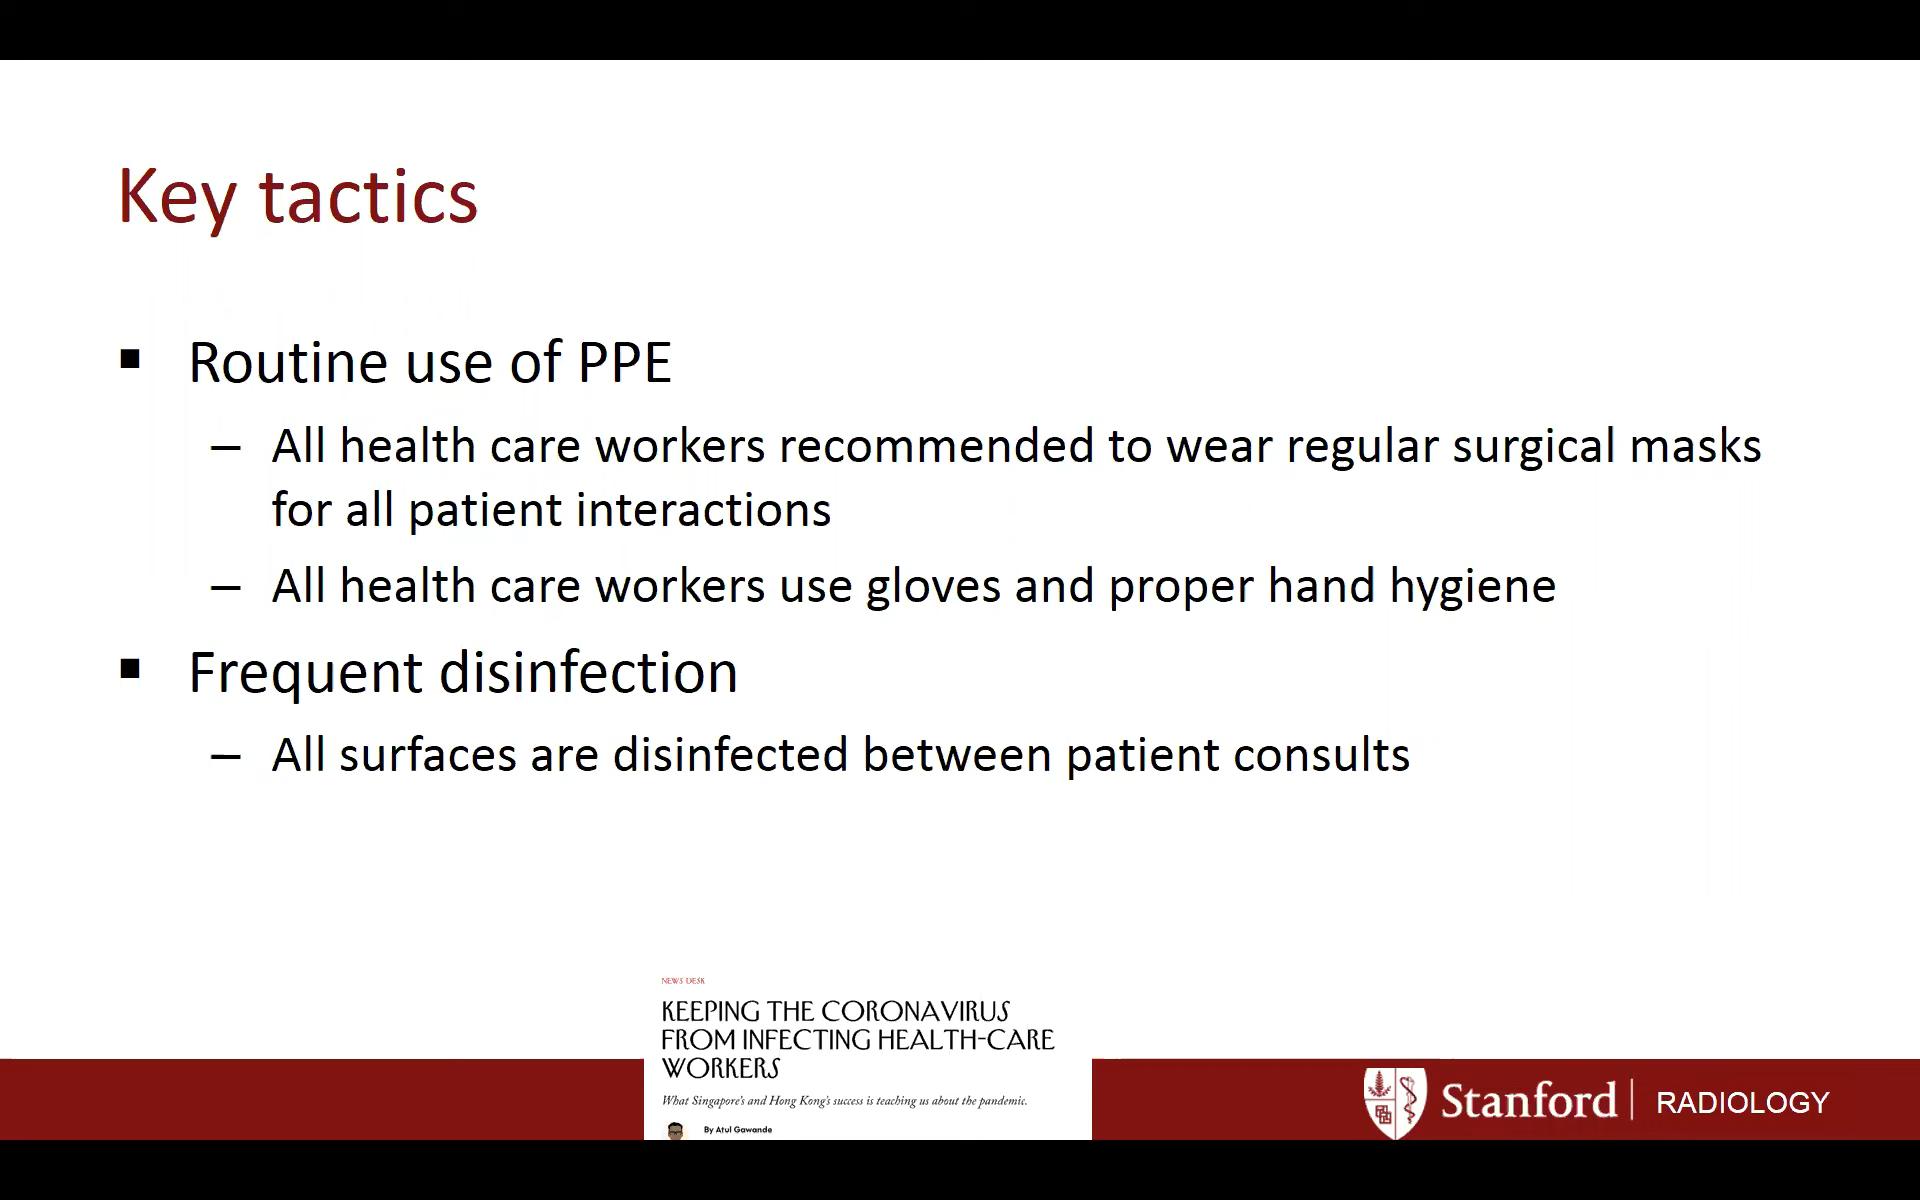 Key tactics
▪ Routine use of PPE
– All health care workers recommended to wear regular surgical masks
for all patient interactions
– All health care workers use gloves and proper hand hygiene
▪ Frequent disinfection
– All surfaces are disinfected between patient consults
NEWS DESK
KEEPING THE CORONAVIRUS
FROM INFECTING HEALTH-CARE
WORKERS
What Singapore's and Hong Kong's success is teaching us about the pandemic.
By Atul Gawande
Stanford | RADIOLOGY